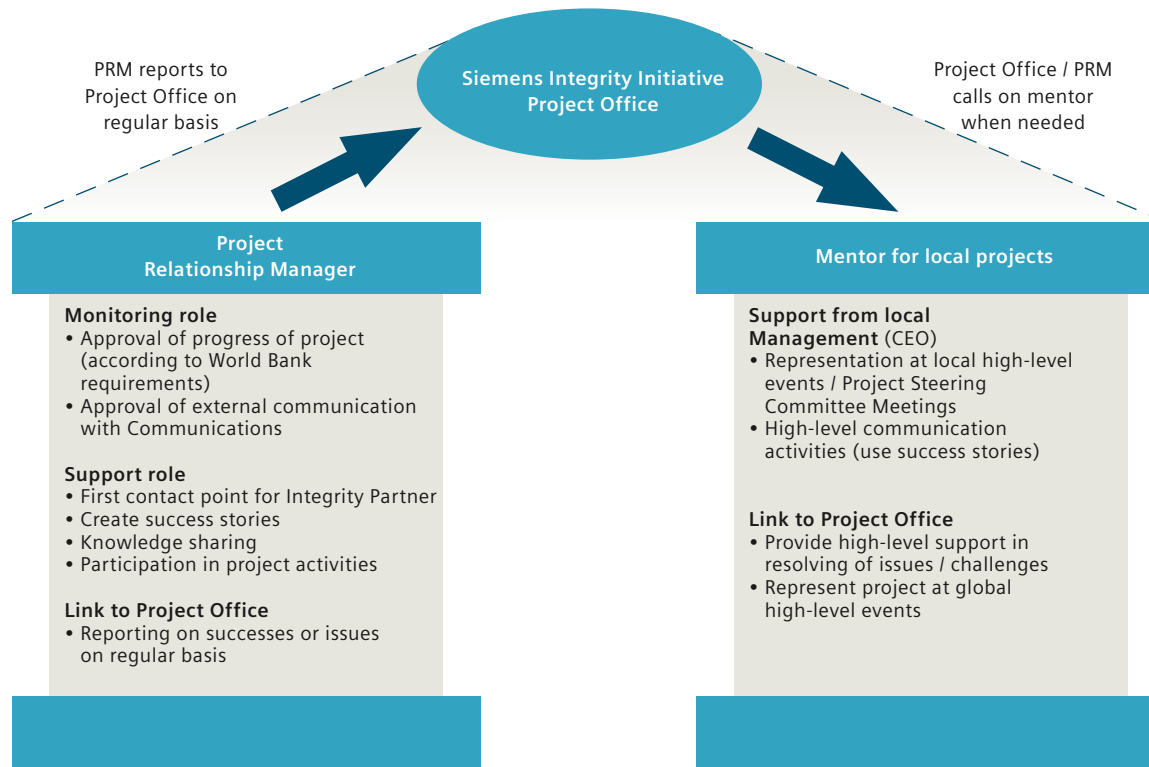 PRM reports to
Project Office on
regular basis
Siemens Integrity Initiative
Project Office
Project Office / PRM
calls on mentor
when needed
Project
Relationship Manager
Monitoring role
• Approval of progress of project
(according to World Bank
requirements)
• Approval of external communication
with Communications
Support role
• First contact point for Integrity Partner
• Create success stories
• Knowledge sharing
• Participation in project activities
Link to Project Office
• Reporting on successes or issues
on regular basis
Mentor for local projects
Support from local
Management (CEO)
• Representation at local high-level
events / Project Steering
Committee Meetings
• High-level communication
activities (use success stories)
Link to Project Office
• Provide high-level support in
resolving of issues / challenges
• Represent project at global
high-level events